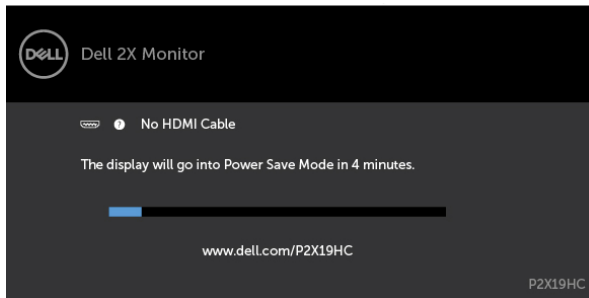 DELL
Dell 2X Monitor
? No HDMI Cable
The display will go into Power Save Mode in 4 minutes.
www.dell.com/P2X19HC
P2X19HC